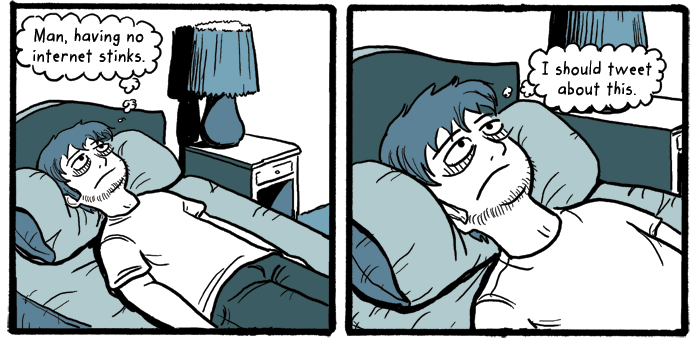 Man, having no
internet stinks.
I should tweet
about this.